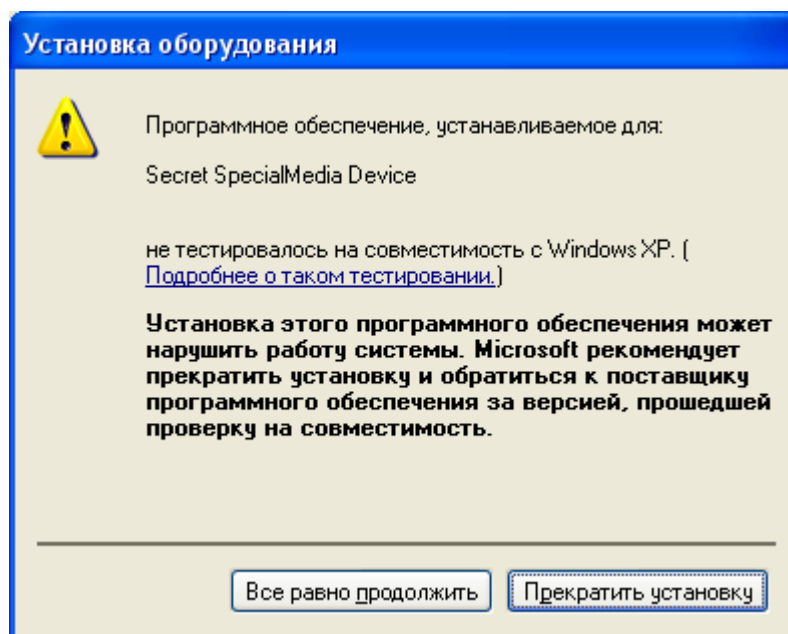 Установка оборудования
Программное обеспечение, устанавливаемое для:
Secret SpecialMedia Device
не тестировалось на совместимость с Windows XP. (
Подробнее о таком тестировании.)
Установка этого программного обеспечения может
нарушить работу системы. Microsoft рекомендует
прекратить установку и обратиться к поставщику
программного обеспечения за версией, прошедшей
проверку на совместимость.
Все равно продолжить
Прекратить установку